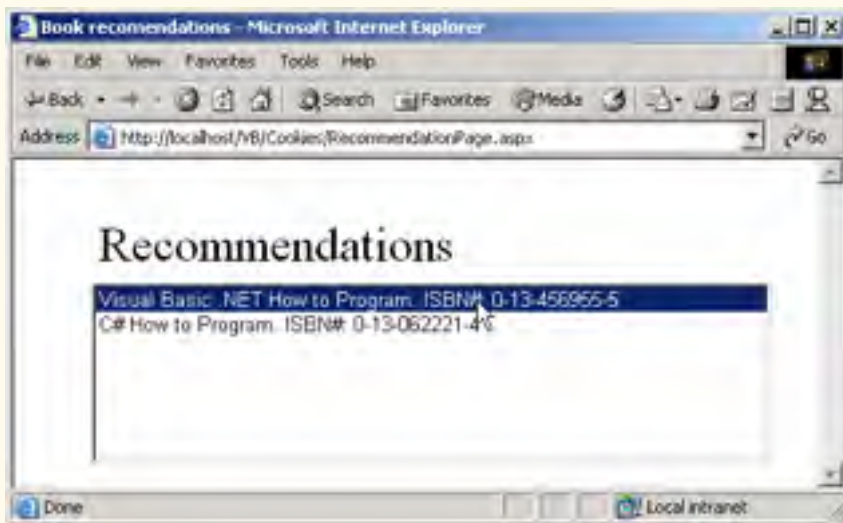 Book recomendations - Microsoft Internet Explorer
File Edit View Favorites Tools Help
Back Search Favorites Media
Address http://localhost/VB/Cookies/RecommendationPage.aspx Go
Recommendations
Visual Basic .NET How to Program. ISBN#: 0-13-456955-5
C# How to Program. ISBN#: 0-13-062221-4
Done Local intranet